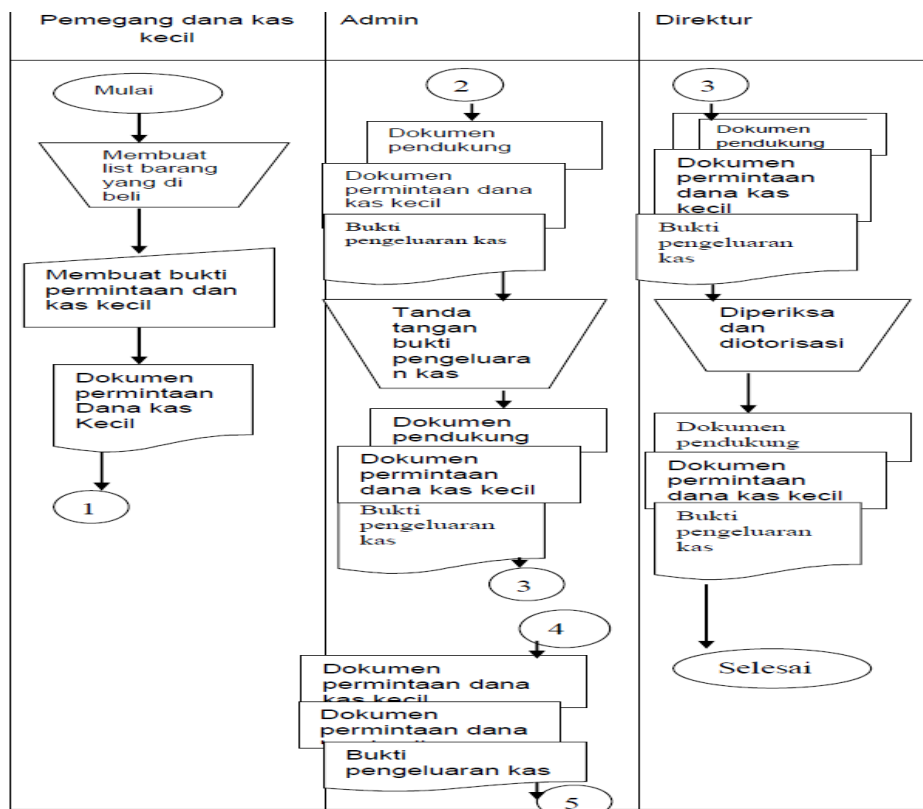 Pemegang dana kas
kecil
Admin
Direktur
Mulai
Membuat
list barang
yang di
beli
Membuat bukti
permintaan dan
kas kecil
Dokumen
permintaan
Dana kas
Kecil
1
2
Dokumen
pendukung
Dokumen
permintaan dana
kas kecil
Bukti
pengeluaran kas
Tanda
tangan
bukti
pengeluara
n kas
Dokumen
pendukung
Dokumen
permintaan
dana kas kecil
Bukti
pengeluaran
kas
3
4
Dokumen
permintaan dana
kas kecil
Dokumen
permintaan dana
Bukti
pengeluaran kas
5
3
Dokumen
pendukung
Dokumen
permintaan
dana kas
kecil
Bukti
pengeluaran
kas
Diperiksa
dan
diotorisasi
Dokumen
pendukung
Dokumen
permintaan
dana kas kecil
Bukti
pengeluaran
kas
Selesai